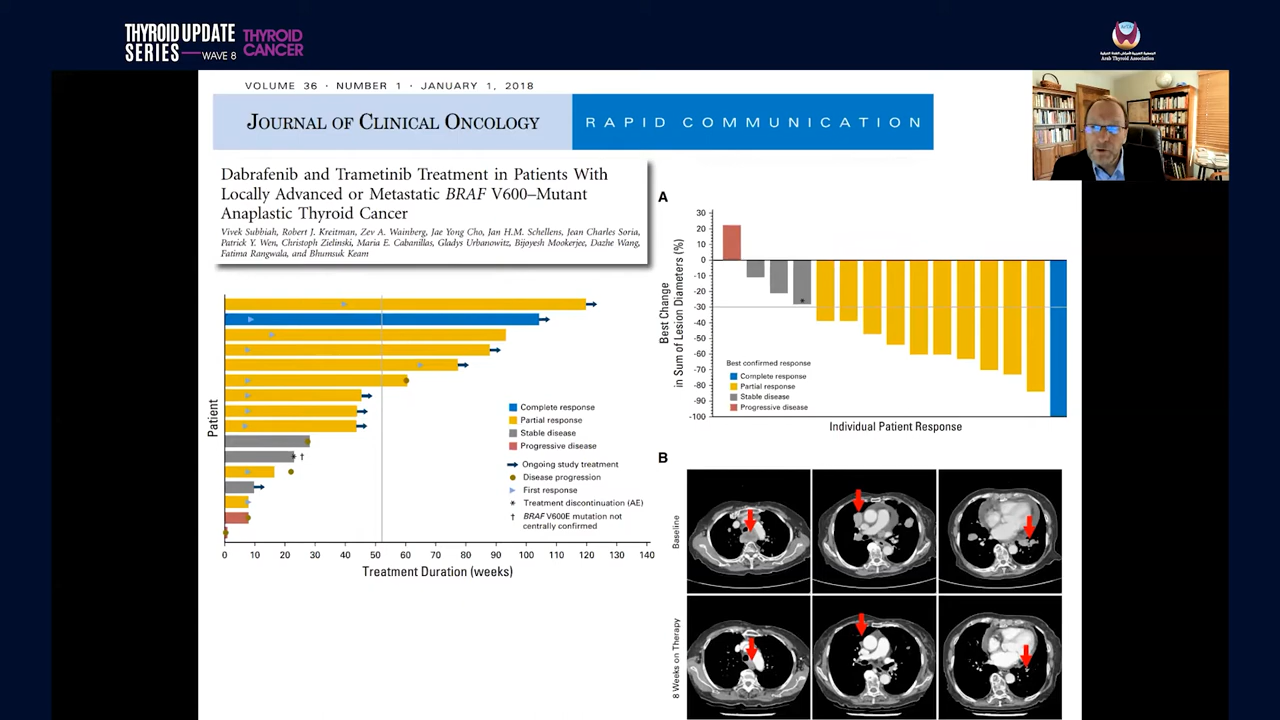 THYROID UPDATE
SERIES — WAVE 8
THYROID
CANCER
Arab Thyroid Association
VOLUME 36 · NUMBER 1 · JANUARY 1, 2018
JOURNAL OF CLINICAL ONCOLOGY
RAPID COMMUNICATION
Dabrafenib and Trametinib Treatment in Patients With
Locally Advanced or Metastatic BRAF V600–Mutant
Anaplastic Thyroid Cancer
Vivek Subbiah, Robert J. Kreitman, Zev A. Wainberg, Jae Yong Cho, Jan H.M. Schellens, Jean Charles Soria,
Patrick Y. Wen, Christoph Zielinski, Maria E. Cabanillas, Gladys Urbanowitz, Bijoyesh Mookerjee, Dazhe Wang,
Fatima Rangwala, and Bhumsuk Keam
Patient
Complete response
Partial response
Stable disease
Progressive disease
Ongoing study treatment
Disease progression
First response
* Treatment discontinuation (AE)
† BRAF V600E mutation not
centrally confirmed
*
†
0 10 20 30 40 50 60 70 80 90 100 110 120 130 140
Treatment Duration (weeks)
A
Best Change
in Sum of Lesion Diameters (%)
30
20
10
0
-10
-20
-30
-40
-50
-60
-70
-80
-90
-100
*
Best confirmed response
Complete response
Partial response
Stable disease
Progressive disease
Individual Patient Response
B
Baseline
8 Weeks on Therapy